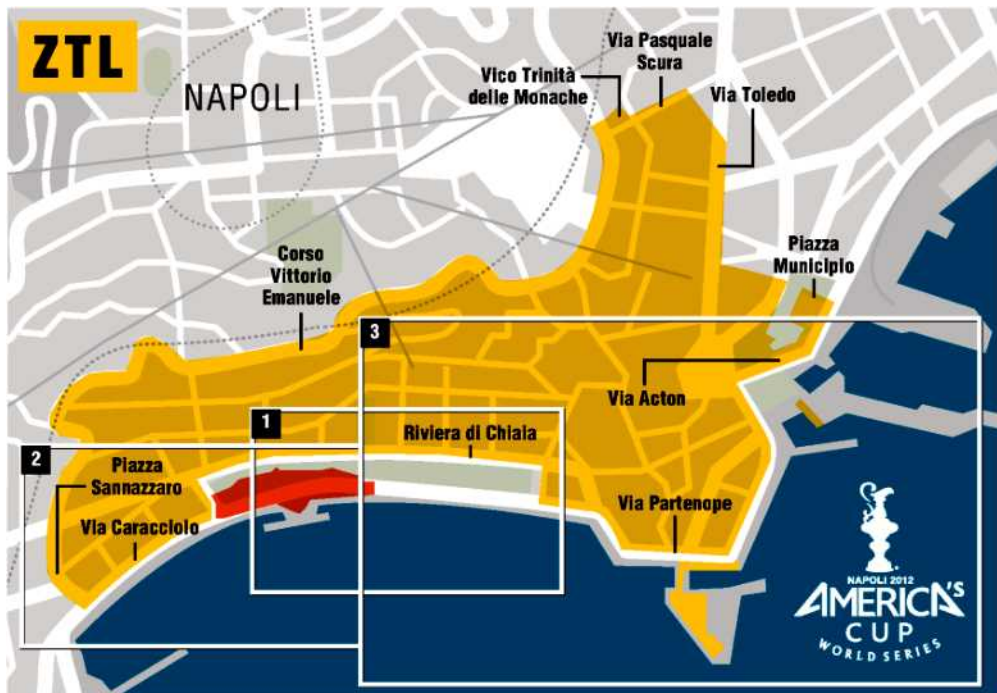 ZTL
NAPOLI
Via Pasquale
Scura
Vico Trinità
delle Monache
Via Toledo
Corso
Vittorio
Emanuele
Piazza
Municipio
3
Via Acton
1
Riviera di Chiaia
2
Piazza
Sannazzaro
Via Caracciolo
Via Partenope
NAPOLI 2012
AMERICA'S
CUP
WORLD SERIES